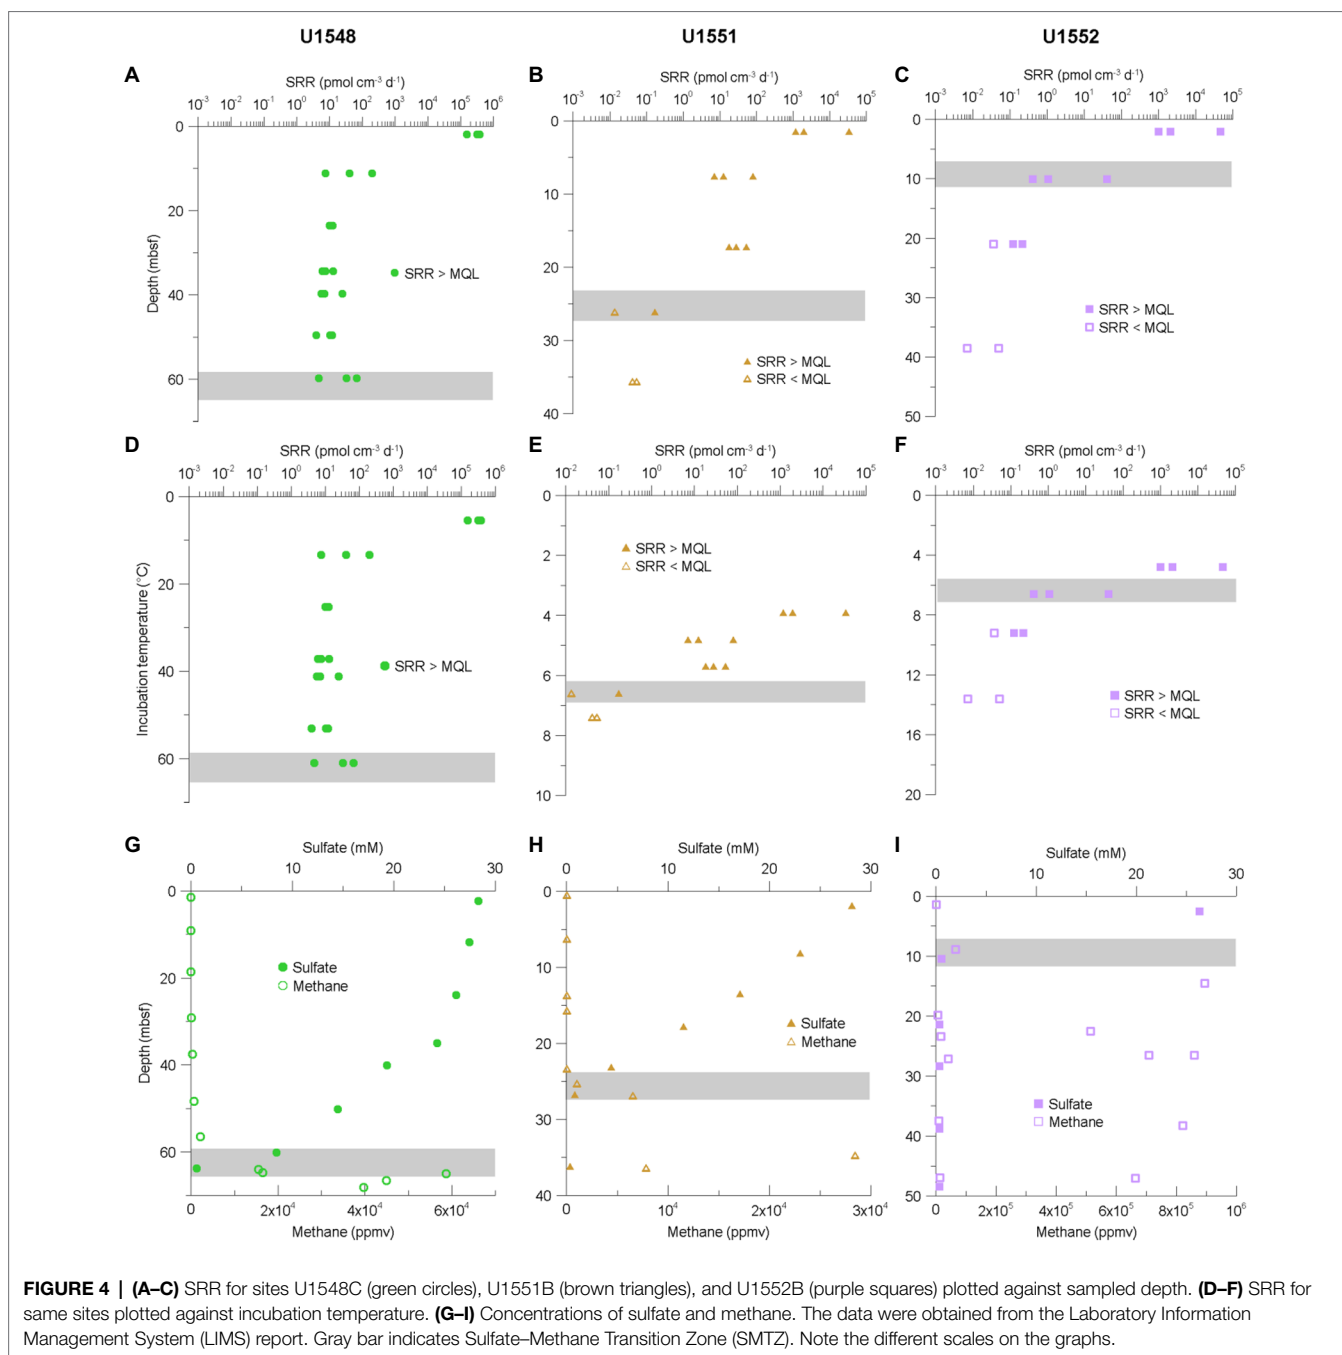 U1548
U1551
U1552
A
SRR (pmol cm⁻³ d⁻¹)
10⁻³ 10⁻² 10⁻¹ 10⁰ 10¹ 10² 10³ 10⁴ 10⁵ 10⁶
0
20
40
60
Depth (mbsf)
SRR > MQL
B
SRR (pmol cm⁻³ d⁻¹)
10⁻³ 10⁻² 10⁻¹ 10⁰ 10¹ 10² 10³ 10⁴ 10⁵
0
10
20
30
40
SRR > MQL
SRR < MQL
C
SRR (pmol cm⁻³ d⁻¹)
10⁻³ 10⁻² 10⁻¹ 10⁰ 10¹ 10² 10³ 10⁴ 10⁵
0
10
20
30
40
50
SRR > MQL
SRR < MQL
D
SRR (pmol cm⁻³ d⁻¹)
10⁻³ 10⁻² 10⁻¹ 10⁰ 10¹ 10² 10³ 10⁴ 10⁵ 10⁶
0
20
40
60
Incubation temperature (°C)
SRR > MQL
E
SRR (pmol cm⁻³ d⁻¹)
10⁻² 10⁻¹ 10⁰ 10¹ 10² 10³ 10⁴ 10⁵
0
2
4
6
8
10
SRR > MQL
SRR < MQL
F
SRR (pmol cm⁻³ d⁻¹)
10⁻³ 10⁻² 10⁻¹ 10⁰ 10¹ 10² 10³ 10⁴ 10⁵
0
4
8
12
16
20
SRR > MQL
SRR < MQL
G
Sulfate (mM)
0 10 20 30
0
20
40
60
Depth (mbsf)
Sulfate
Methane
0 2x10⁴ 4x10⁴ 6x10⁴
Methane (ppmv)
H
Sulfate (mM)
0 10 20 30
0
10
20
30
40
Sulfate
Methane
0 10⁴ 2x10⁴ 3x10⁴
Methane (ppmv)
I
Sulfate (mM)
0 10 20 30
0
10
20
30
40
50
Sulfate
Methane
0 2x10⁵ 4x10⁵ 6x10⁵ 8x10⁵ 10⁶
Methane (ppmv)
FIGURE 4 | (A–C) SRR for sites U1548C (green circles), U1551B (brown triangles), and U1552B (purple squares) plotted against sampled depth. (D–F) SRR for
same sites plotted against incubation temperature. (G–I) Concentrations of sulfate and methane. The data were obtained from the Laboratory Information
Management System (LIMS) report. Gray bar indicates Sulfate–Methane Transition Zone (SMTZ). Note the different scales on the graphs.